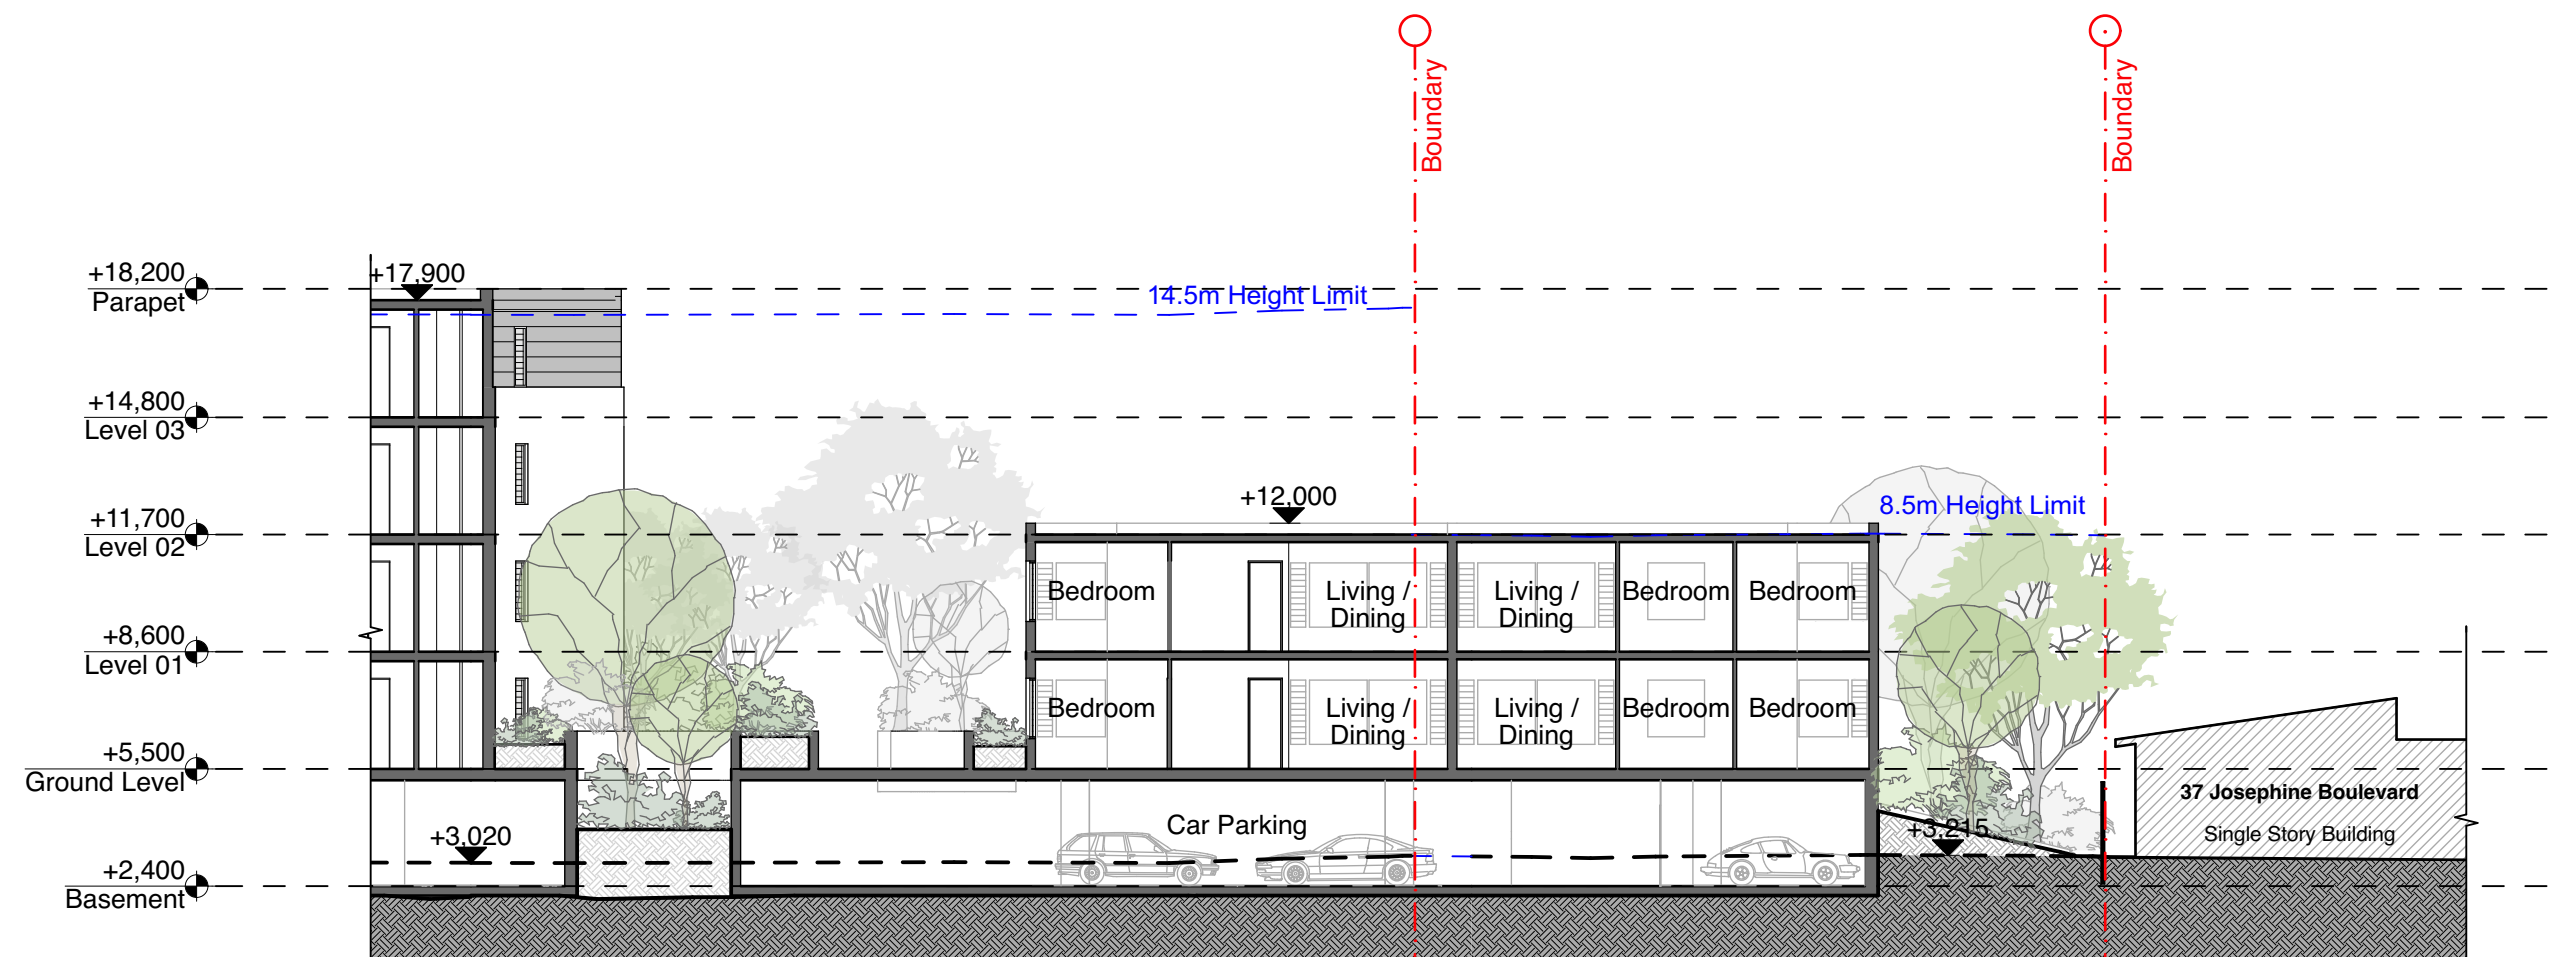 Boundary
Boundary
+18,200
Parapet
+17,900
14.5m Height Limit
+14,800
Level 03
+12,000
8.5m Height Limit
+11,700
Level 02
Bedroom
Living /
Dining
Living /
Dining
Bedroom
Bedroom
+8,600
Level 01
Bedroom
Living /
Dining
Living /
Dining
Bedroom
Bedroom
+5,500
Ground Level
37 Josephine Boulevard
Single Story Building
Car Parking
+3,020
+3,215
+2,400
Basement